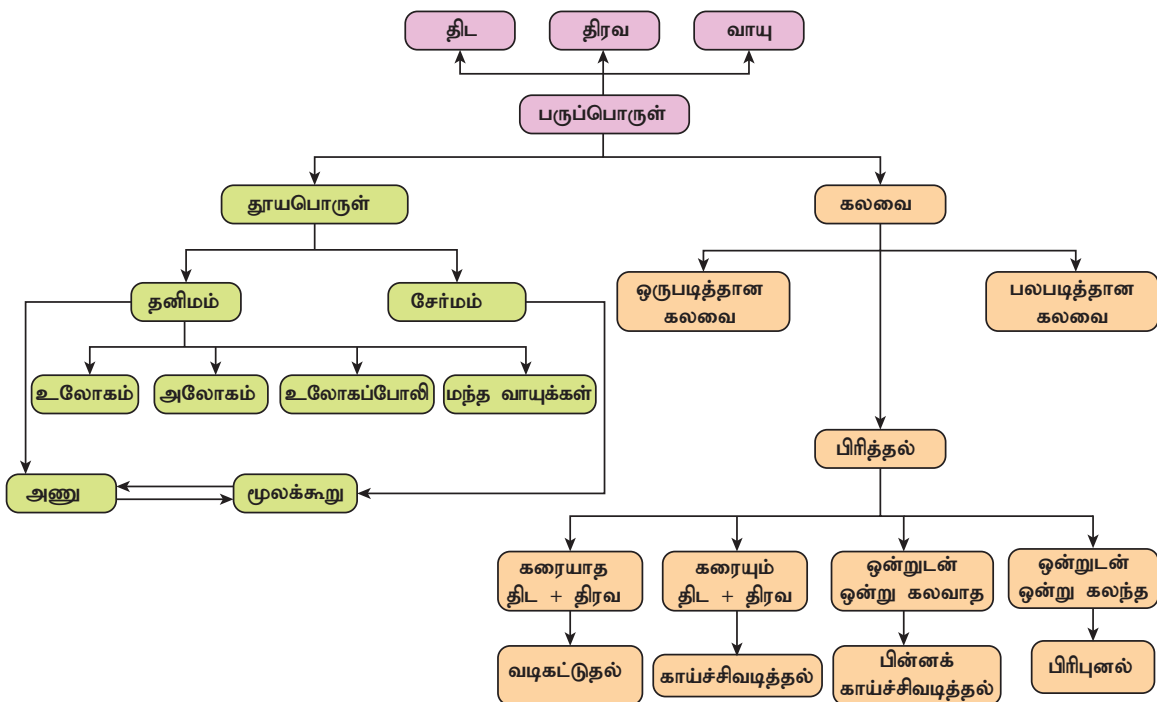 திட
திரவ
வாயு
பருப்பொருள்
தூயபொருள்
கலவை
தனிமம்
சேர்மம்
ஒருபடித்தான
கலவை
பலபடித்தான
கலவை
உலோகம்
அலோகம்
உலோகப்போலி
மந்த வாயுக்கள்
பிரித்தல்
அணு
மூலக்கூறு
கரையாத
திட + திரவ
கரையும்
திட + திரவ
ஒன்றுடன்
ஒன்று கலவாத
ஒன்றுடன்
ஒன்று கலந்த
வடிகட்டுதல்
காய்ச்சிவடித்தல்
பின்னக்
காய்ச்சிவடித்தல்
பிரிபுனல்